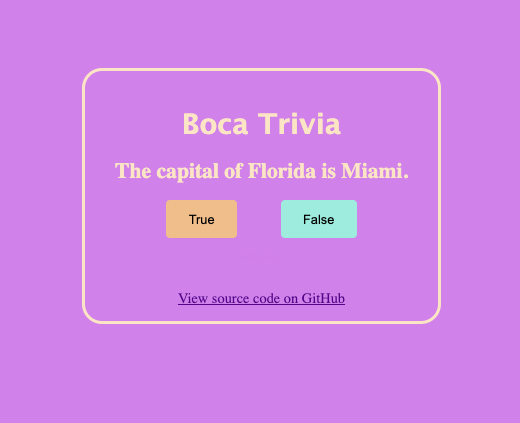 Boca Trivia
The capital of Florida is Miami.
True False
View source code on GitHub